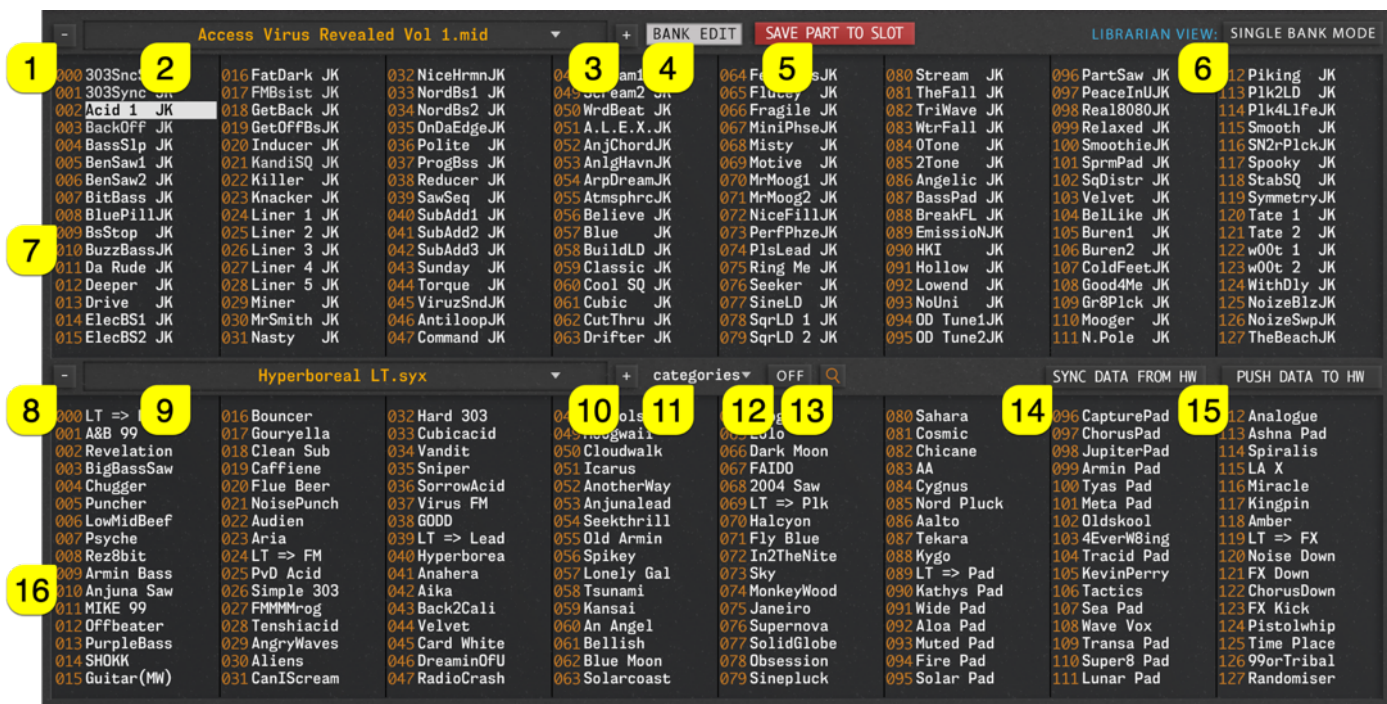 - Access Virus Revealed Vol 1.mid + BANK EDIT SAVE PART TO SLOT LIBRARIAN VIEW: SINGLE BANK MODE
1 2 3 4 5 6
000 016 FatDark JK 032 NiceHrmnJK 064 080 Stream JK 096 PartSaw JK Piking JK
001 303Sync JK 017 FMBsist JK 033 NordBs1 JK 049 Scream2 JK 065 Flutey JK 081 TheFall JK 097 PeaceInUJK 113 Plk2LD JK
002 Acid 1 JK 018 GetBack JK 034 NordBs2 JK 050 WrdBeat JK 066 Fragile JK 082 TriWave JK 098 Real8080JK 114 Plk4LlfeJK
003 BackOff JK 019 GetOffBsJK 035 OnDaEdgeJK 051 A.L.E.X.JK 067 MiniPhseJK 083 WtrFall JK 099 Relaxed JK 115 Smooth JK
004 BassSlp JK 020 Inducer JK 036 Polite JK 052 AnjChordJK 068 Misty JK 084 0Tone JK 100 SmoothieJK 116 SN2rPlckJK
005 BenSaw1 JK 021 KandiSQ JK 037 ProgBss JK 053 AnlgHavnJK 069 Motive JK 085 2Tone JK 101 SprmPad JK 117 Spooky JK
006 BenSaw2 JK 022 Killer JK 038 Reducer JK 054 ArpDreamJK 070 MrMoog1 JK 086 Angelic JK 102 SqDistr JK 118 StabSQ JK
007 BitBass JK 023 Knacker JK 039 SawSeq JK 055 AtmsphrcJK 071 MrMoog2 JK 087 BassPad JK 103 Velvet JK 119 SymmetryJK
008 BluePillJK 024 Liner 1 JK 040 SubAdd1 JK 056 Believe JK 072 NiceFillJK 088 BreakFL JK 104 BelLike JK 120 Tate 1 JK
7
009 BsStop JK 025 Liner 2 JK 041 SubAdd2 JK 057 Blue JK 073 PerfPhzeJK 089 EmissioNJK 105 Buren1 JK 121 Tate 2 JK
010 BuzzBassJK 026 Liner 3 JK 042 SubAdd3 JK 058 BuildLD JK 074 PlsLead JK 090 HKI JK 106 Buren2 JK 122 w00t 1 JK
011 Da Rude JK 027 Liner 4 JK 043 Sunday JK 059 Classic JK 075 Ring Me JK 091 Hollow JK 107 ColdFeetJK 123 w00t 2 JK
012 Deeper JK 028 Liner 5 JK 044 Torque JK 060 Cool SQ JK 076 Seeker JK 092 Lowend JK 108 Good4Me JK 124 WithDly JK
013 Drive JK 029 Miner JK 045 ViruzSndJK 061 Cubic JK 077 SineLD JK 093 NoUni JK 109 Gr8Plck JK 125 NoizeBlzJK
014 ElecBS1 JK 030 MrSmith JK 046 AntiloopJK 062 CutThru JK 078 SqrLD 1 JK 094 OD Tune1JK 110 Mooger JK 126 NoizeSwpJK
015 ElecBS2 JK 031 Nasty JK 047 Command JK 063 Drifter JK 079 SqrLD 2 JK 095 OD Tune2JK 111 N.Pole JK 127 TheBeachJK
- Hyperboreal LT.syx + categories OFF SYNC DATA FROM HW PUSH DATA TO HW
8 9 10 11 12 13 14 15
000 LT => 016 Bouncer 032 Hard 303 080 Sahara 096 CapturePad Analogue
001 A&B 99 017 Gouryella 033 Cubicacid 049 Moogwail 081 Cosmic 097 ChorusPad 113 Ashna Pad
002 Revelation 018 Clean Sub 034 Vandit 050 Cloudwalk 066 Dark Moon 082 Chicane 098 JupiterPad 114 Spiralis
003 BigBassSaw 019 Caffiene 035 Sniper 051 Icarus 067 FAIDO 083 AA 099 Armin Pad 115 LA X
004 Chugger 020 Flue Beer 036 SorrowAcid 052 AnotherWay 068 2004 Saw 084 Cygnus 100 Tyas Pad 116 Miracle
005 Puncher 021 NoisePunch 037 Virus FM 053 Anjunalead 069 LT => Plk 085 Nord Pluck 101 Meta Pad 117 Kingpin
006 LowMidBeef 022 Audien 038 GODD 054 Seekthrill 070 Halcyon 086 Aalto 102 Oldskool 118 Amber
007 Psyche 023 Aria 039 LT => Lead 055 Old Armin 071 Fly Blue 087 Tekara 103 4EverW8ing 119 LT => FX
008 Rez8bit 024 LT => FM 040 Hyperborea 056 Spikey 072 In2TheNite 088 Kygo 104 Tracid Pad 120 Noise Down
16
009 Armin Bass 025 PvD Acid 041 Anahera 057 Lonely Gal 073 Sky 089 LT => Pad 105 KevinPerry 121 FX Down
010 Anjuna Saw 026 Simple 303 042 Aika 058 Tsunami 074 MonkeyWood 090 Kathys Pad 106 Tactics 122 ChorusDown
011 MIKE 99 027 FMMMMrog 043 Back2Cali 059 Kansai 075 Janeiro 091 Wide Pad 107 Sea Pad 123 FX Kick
012 Offbeater 028 Tenshiacid 044 Velvet 060 An Angel 076 Supernova 092 Aloa Pad 108 Wave Vox 124 Pistolwhip
013 PurpleBass 029 AngryWaves 045 Card White 061 Bellish 077 SolidGlobe 093 Muted Pad 109 Transa Pad 125 Time Place
014 SHOKK 030 Aliens 046 DreaminOfU 062 Blue Moon 078 Obsession 094 Fire Pad 110 Super8 Pad 126 99orTribal
015 Guitar(MW) 031 CanIScream 047 RadioCrash 063 Solarcoast 079 Sinepluck 095 Solar Pad 111 Lunar Pad 127 Randomiser